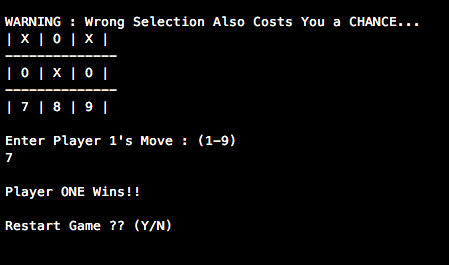 WARNING : Wrong Selection Also Costs You a CHANCE...
| X | O | X |
--------------
| O | X | O |
--------------
| 7 | 8 | 9 |
Enter Player 1's Move : (1-9)
7
Player ONE Wins!!
Restart Game ?? (Y/N)